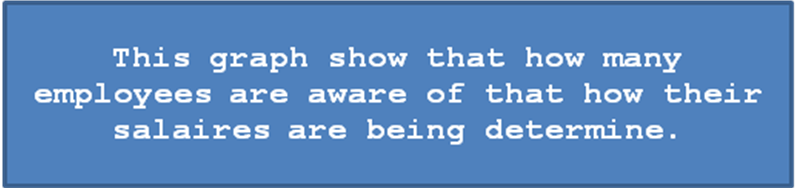 This graph show that how many
employees are aware of that how their
salaires are being determine.